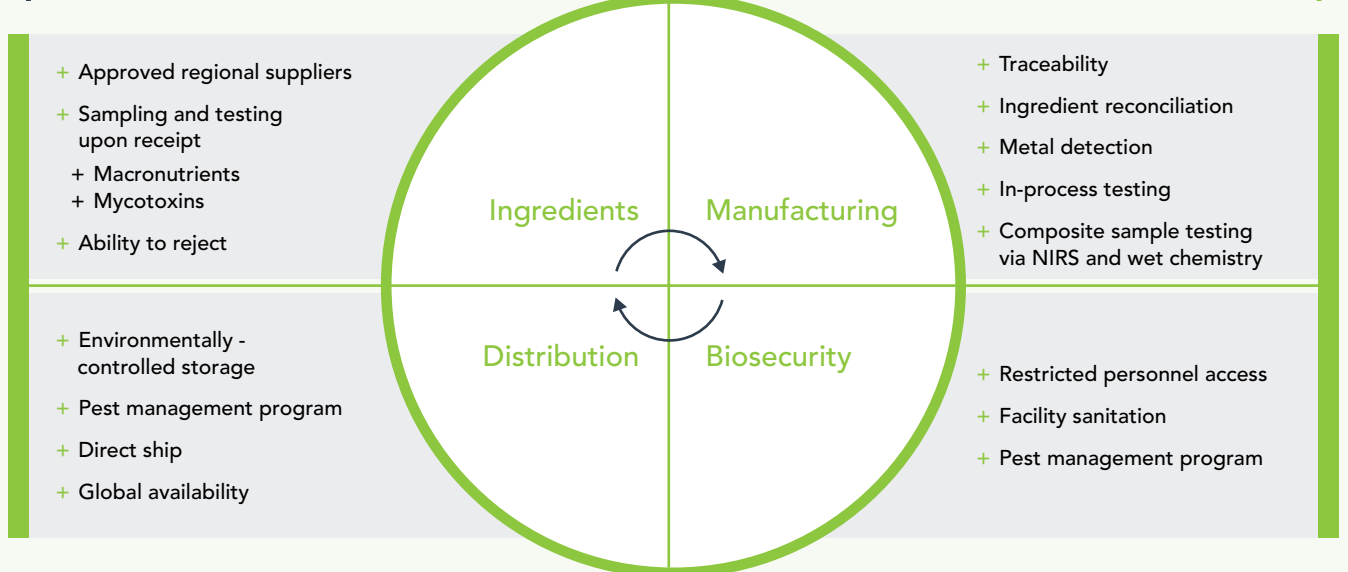 + Approved regional suppliers
+ Sampling and testing
upon receipt
+ Macronutrients
+ Mycotoxins
+ Ability to reject
Ingredients
Manufacturing
+ Traceability
+ Ingredient reconciliation
+ Metal detection
+ In-process testing
+ Composite sample testing
via NIRS and wet chemistry
+ Environmentally -
controlled storage
+ Pest management program
+ Direct ship
+ Global availability
Distribution
Biosecurity
+ Restricted personnel access
+ Facility sanitation
+ Pest management program